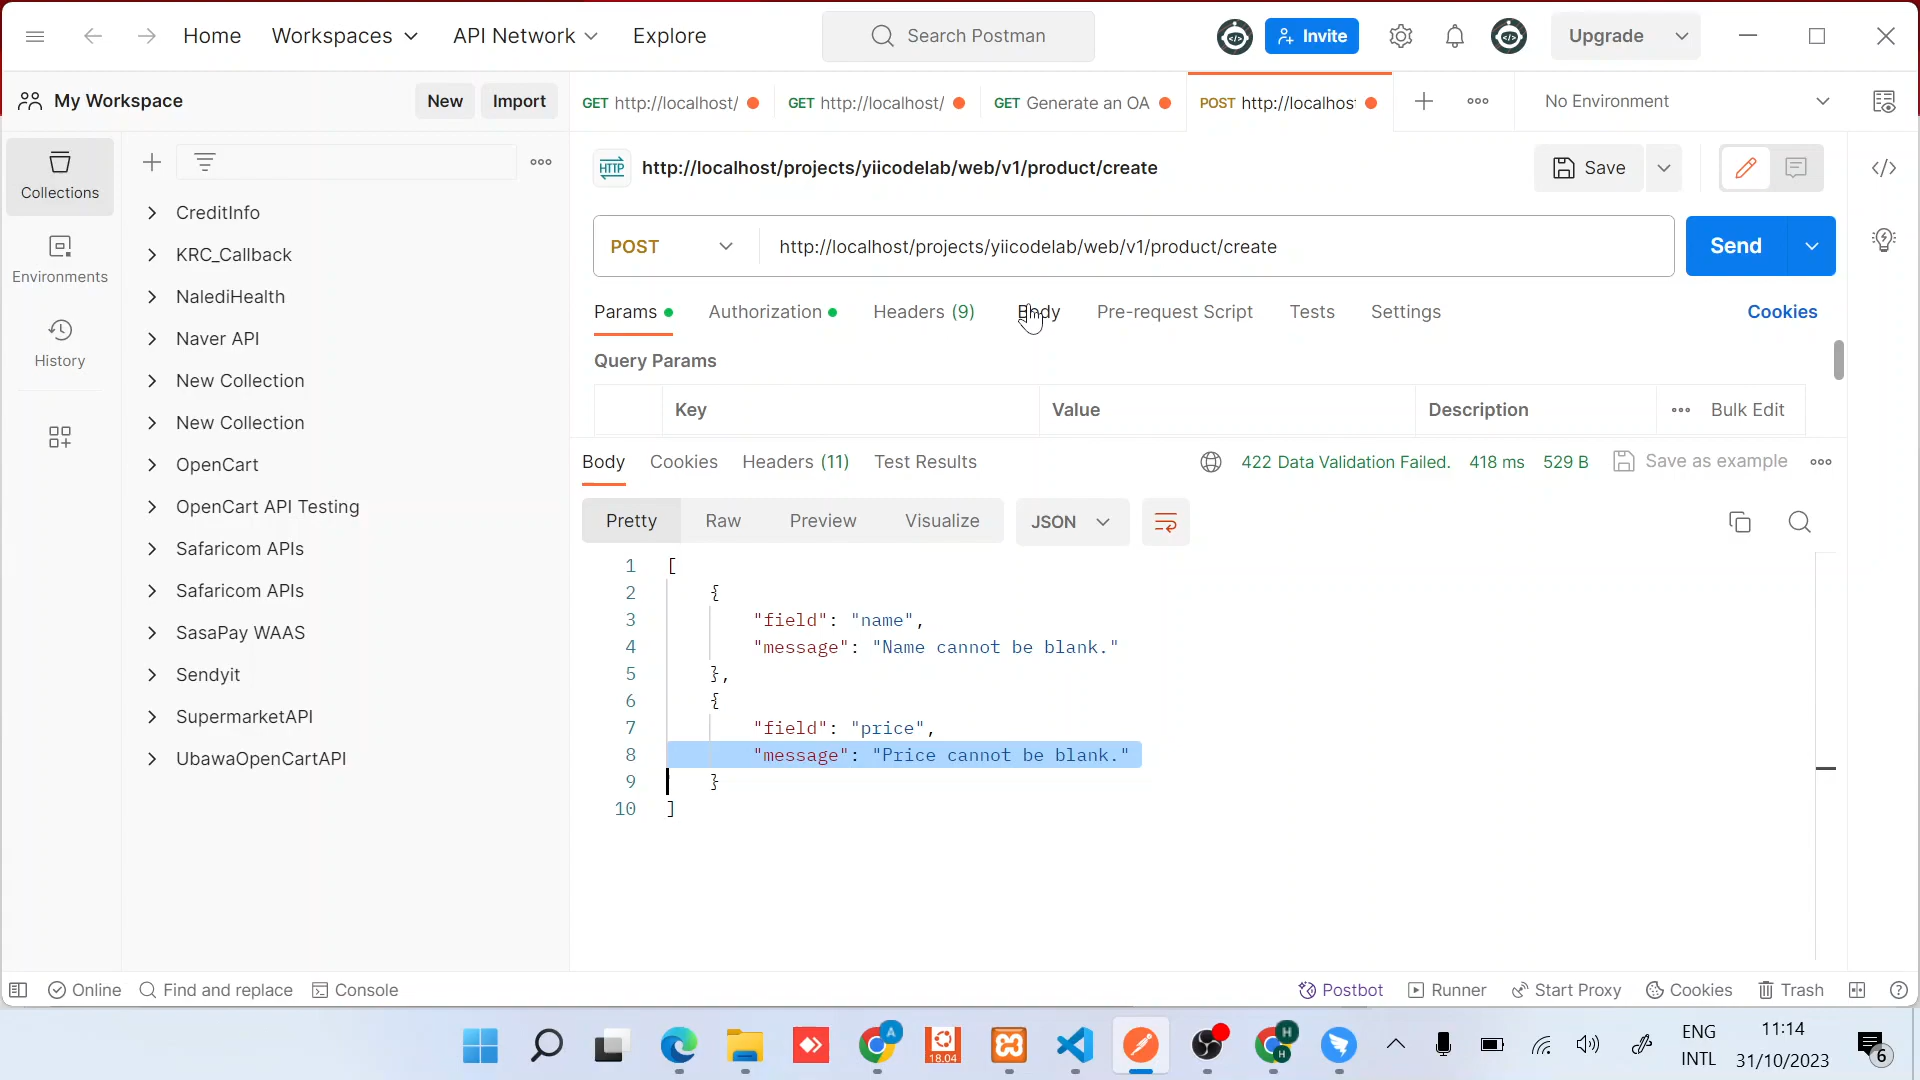 Home
Workspaces
API Network
Explore
Search Postman
Invite
Upgrade
My Workspace
New
Import
GET http://localhost/
GET http://localhost/
GET Generate an OA
POST http://localhos
No Environment
Collections
Environments
History
CreditInfo
KRC_Callback
NalediHealth
Naver API
New Collection
New Collection
OpenCart
OpenCart API Testing
Safaricom APIs
Safaricom APIs
SasaPay WAAS
Sendyit
SupermarketAPI
UbawaOpenCartAPI
HTTP http://localhost/projects/yiicodelab/web/v1/product/create
Save
POST
http://localhost/projects/yiicodelab/web/v1/product/create
Send
Params
Authorization
Headers (9)
Body
Pre-request Script
Tests
Settings
Cookies
Query Params
Key
Value
Description
Bulk Edit
Body
Cookies
Headers (11)
Test Results
422 Data Validation Failed.
418 ms
529 B
Save as example
Pretty
Raw
Preview
Visualize
JSON
1 [
2 {
3 "field": "name",
4 "message": "Name cannot be blank."
5 },
6 {
7 "field": "price",
8 "message": "Price cannot be blank."
9 }
10 ]
Online
Find and replace
Console
Postbot
Runner
Start Proxy
Cookies
Trash
A
18.04
H
H
ENG
INTL
11:14
31/10/2023
6